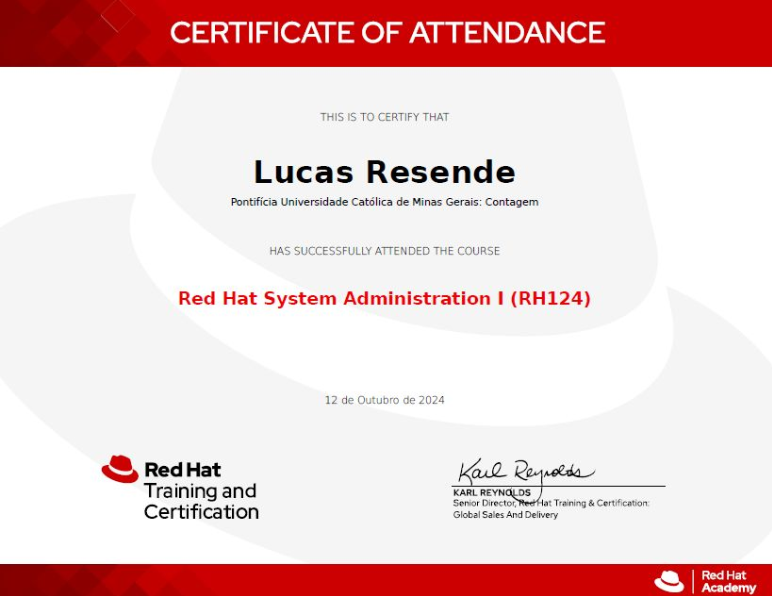 CERTIFICATE OF ATTENDANCE
THIS IS TO CERTIFY THAT
Lucas Resende
Pontifícia Universidade Católica de Minas Gerais: Contagem
HAS SUCCESSFULLY ATTENDED THE COURSE
Red Hat System Administration I (RH124)
12 de Outubro de 2024
Red Hat
Training and
Certification
Karl Reynolds
KARL REYNOLDS
Senior Director, Red Hat Training & Certification:
Global Sales And Delivery
Red Hat
Academy